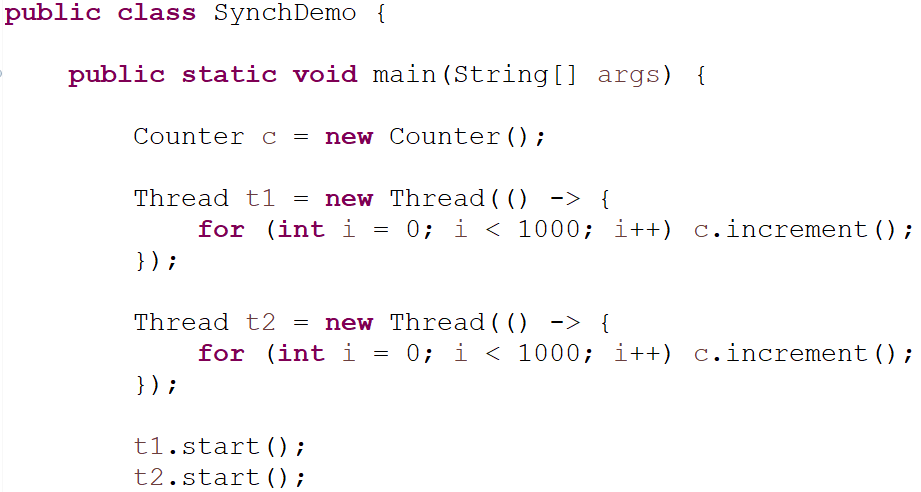 public class SynchDemo {
public static void main(String[] args) {
Counter c = new Counter();
Thread t1 = new Thread(() -> {
for (int i = 0; i < 1000; i++) c.increment();
});
Thread t2 = new Thread(() -> {
for (int i = 0; i < 1000; i++) c.increment();
});
t1.start();
t2.start();